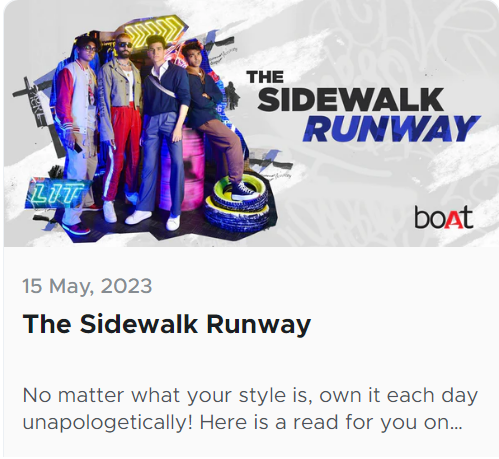 THE
SIDEWALK
RUNWAY
LIT
boAt
15 May, 2023
The Sidewalk Runway
No matter what your style is, own it each day
unapologetically! Here is a read for you on...